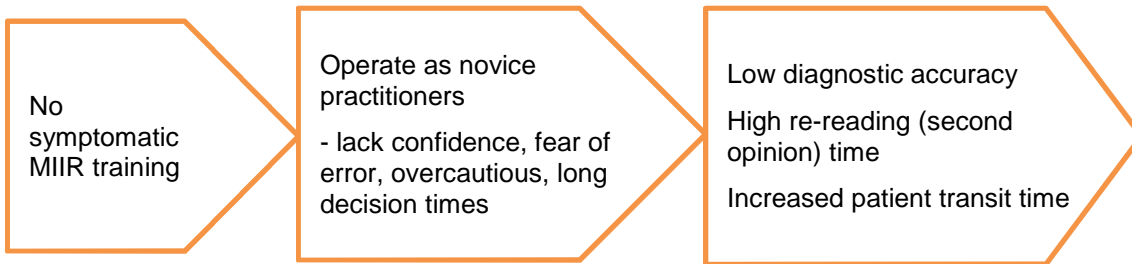 No
symptomatic
MIIR training
Operate as novice
practitioners
- lack confidence, fear of
error, overcautious, long
decision times
Low diagnostic accuracy
High re-reading (second
opinion) time
Increased patient transit time